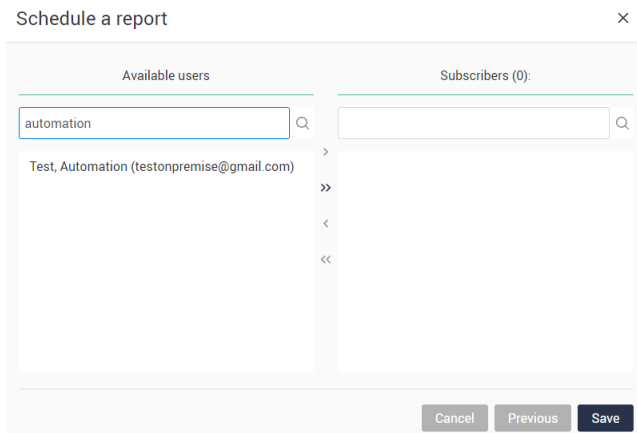 Schedule a report
Available users
Subscribers (0):
automation
Test, Automation (testonpremise@gmail.com)
Cancel
Previous
Save